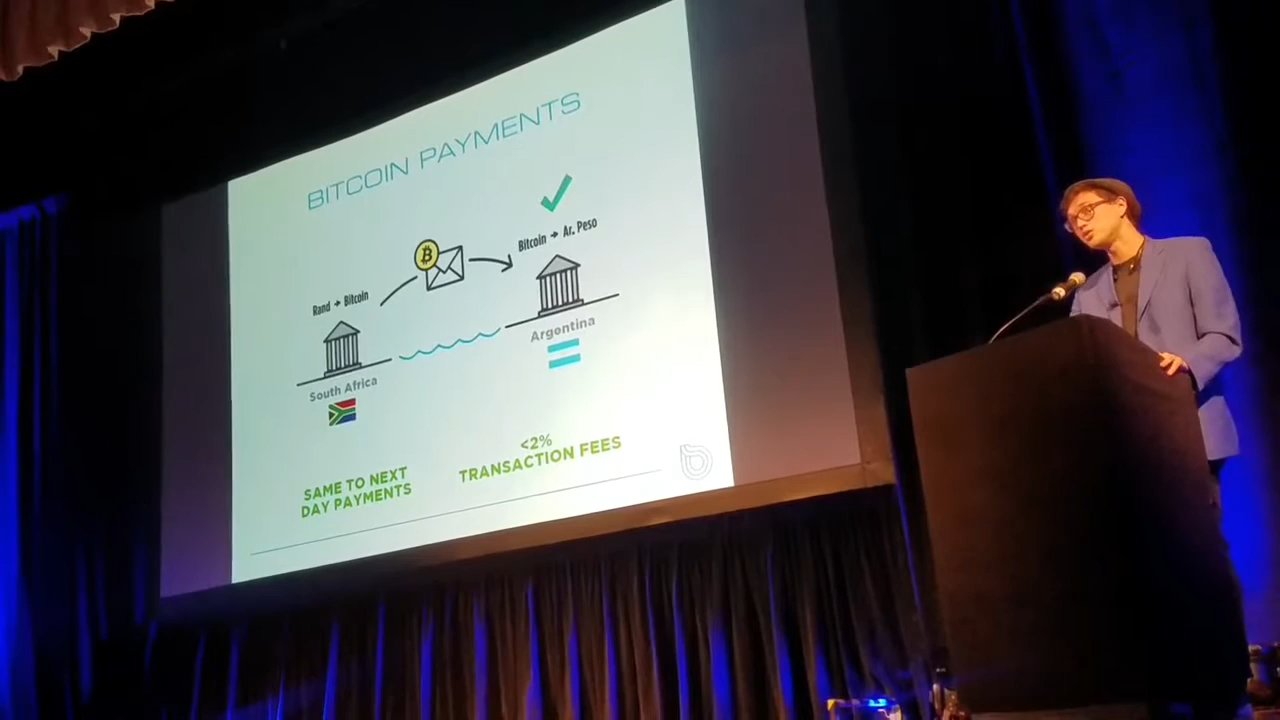 BITCOIN PAYMENTS
Bitcoin → Ar. Peso
Rand → Bitcoin
Argentina
South Africa
SAME TO NEXT
DAY PAYMENTS
<2%
TRANSACTION FEES